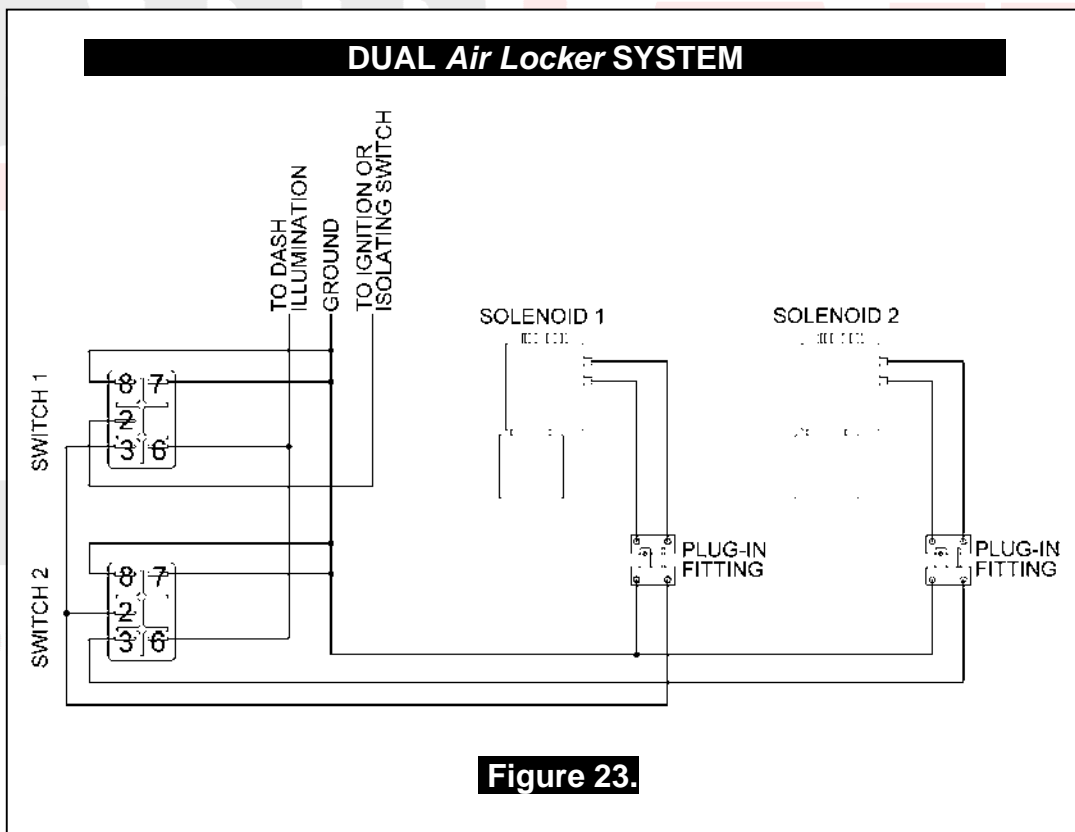 DUAL Air Locker SYSTEM
TO DASH
ILLUMINATION
GROUND
TO IGNITION OR
ISOLATING SWITCH
SOLENOID 1
SOLENOID 2
SWITCH 1
8 7
2
3 6
SWITCH 2
8 7
2
3 6
PLUG-IN
FITTING
PLUG-IN
FITTING
Figure 23.